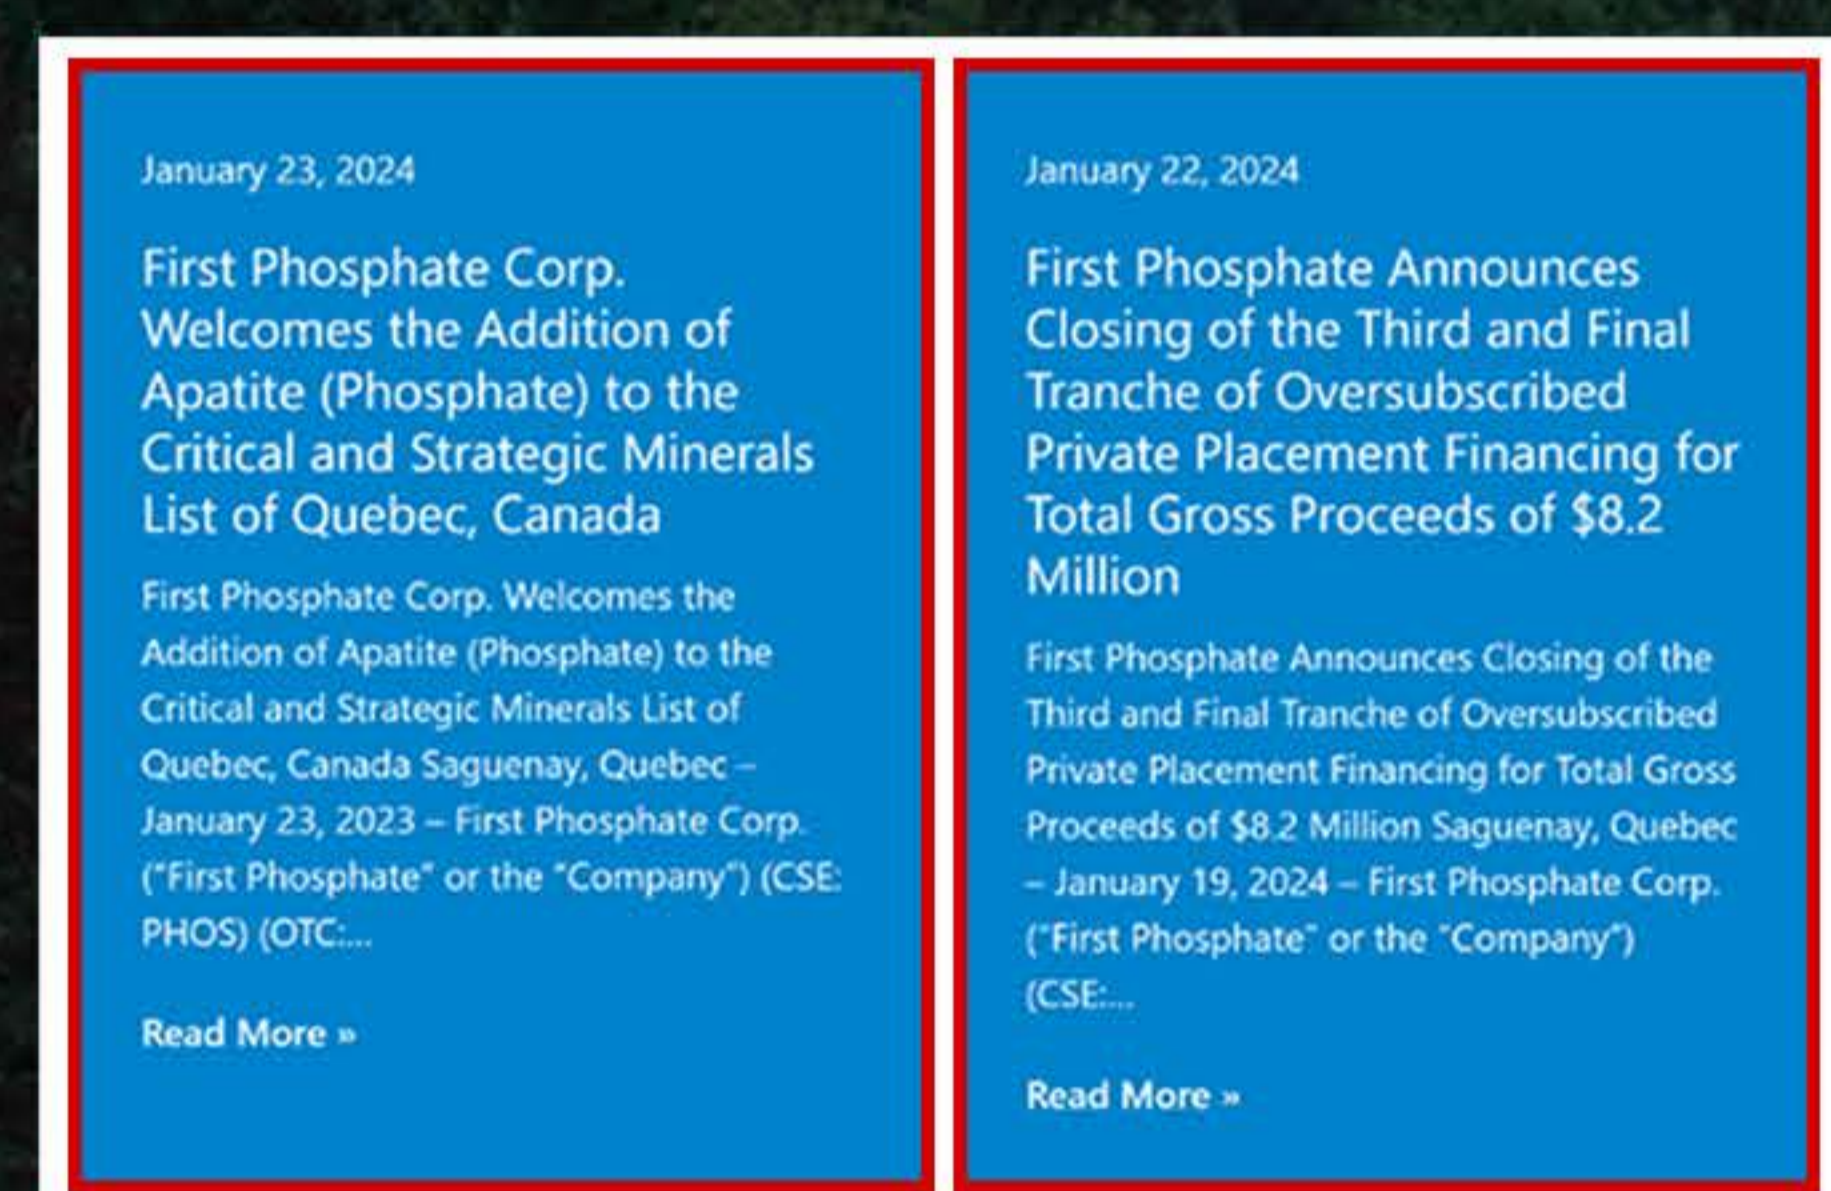 January 23, 2024
First Phosphate Corp.
Welcomes the Addition of
Apatite (Phosphate) to the
Critical and Strategic Minerals
List of Quebec, Canada
First Phosphate Corp. Welcomes the
Addition of Apatite (Phosphate) to the
Critical and Strategic Minerals List of
Quebec, Canada Saguenay, Quebec –
January 23, 2023 – First Phosphate Corp.
("First Phosphate" or the "Company") (CSE:
PHOS) (OTC:...
Read More »
January 22, 2024
First Phosphate Announces
Closing of the Third and Final
Tranche of Oversubscribed
Private Placement Financing for
Total Gross Proceeds of $8.2
Million
First Phosphate Announces Closing of the
Third and Final Tranche of Oversubscribed
Private Placement Financing for Total Gross
Proceeds of $8.2 Million Saguenay, Quebec
– January 19, 2024 – First Phosphate Corp.
("First Phosphate" or the "Company")
(CSE:...
Read More »